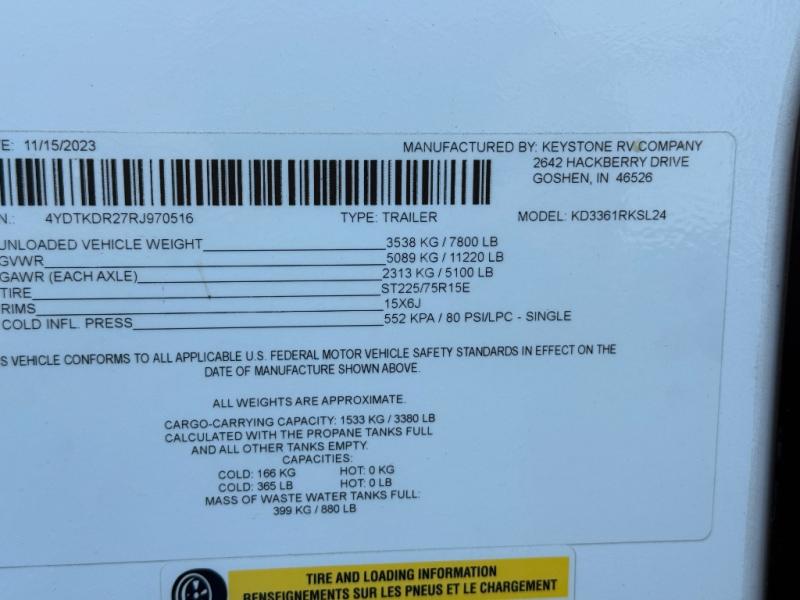 TE: 11/15/2023
MANUFACTURED BY: KEYSTONE RV COMPANY
2642 HACKBERRY DRIVE
GOSHEN, IN 46526
N.: 4YDTKDR27RJ970516 TYPE: TRAILER MODEL: KD3361RKSL24
UNLOADED VEHICLE WEIGHT 3538 KG / 7800 LB
GVWR 5089 KG / 11220 LB
GAWR (EACH AXLE) 2313 KG / 5100 LB
TIRE ST225/75R15E
RIMS 15X6J
COLD INFL. PRESS 552 KPA / 80 PSI/LPC - SINGLE
S VEHICLE CONFORMS TO ALL APPLICABLE U.S. FEDERAL MOTOR VEHICLE SAFETY STANDARDS IN EFFECT ON THE
DATE OF MANUFACTURE SHOWN ABOVE.
ALL WEIGHTS ARE APPROXIMATE.
CARGO-CARRYING CAPACITY: 1533 KG / 3380 LB
CALCULATED WITH THE PROPANE TANKS FULL
AND ALL OTHER TANKS EMPTY.
CAPACITIES:
COLD: 166 KG HOT: 0 KG
COLD: 365 LB HOT: 0 LB
MASS OF WASTE WATER TANKS FULL:
399 KG / 880 LB
TIRE AND LOADING INFORMATION
RENSEIGNEMENTS SUR LES PNEUS ET LE CHARGEMENT